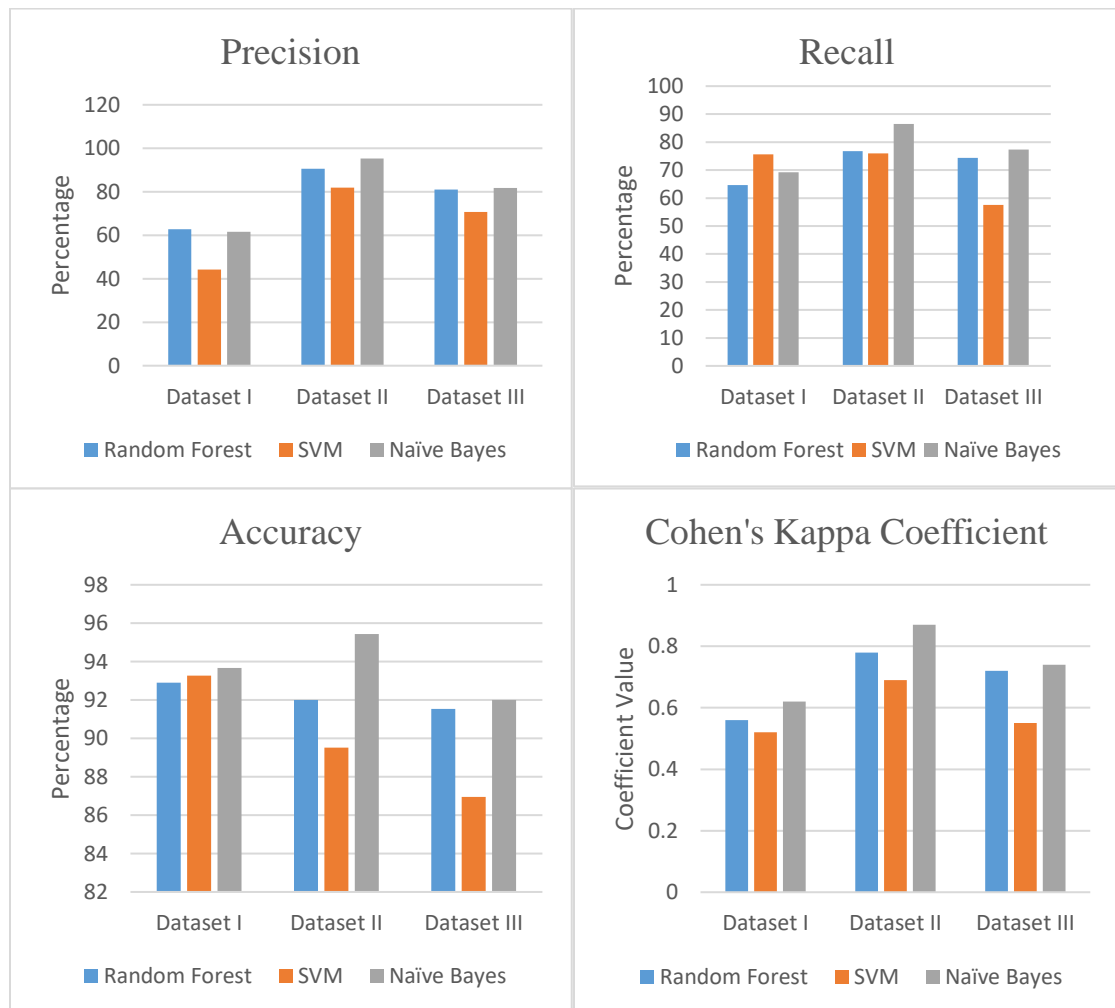 Precision
Percentage
120
100
80
60
40
20
0
Dataset I Dataset II Dataset III
Random Forest SVM Naïve Bayes
Recall
Percentage
100
90
80
70
60
50
40
30
20
10
0
Dataset I Dataset II Dataset III
Random Forest SVM Naïve Bayes
Accuracy
Percentage
98
96
94
92
90
88
86
84
82
Dataset I Dataset II Dataset III
Random Forest SVM Naïve Bayes
Cohen's Kappa Coefficient
Coefficient Value
1
0.8
0.6
0.4
0.2
0
Dataset I Dataset II Dataset III
Random Forest SVM Naïve Bayes